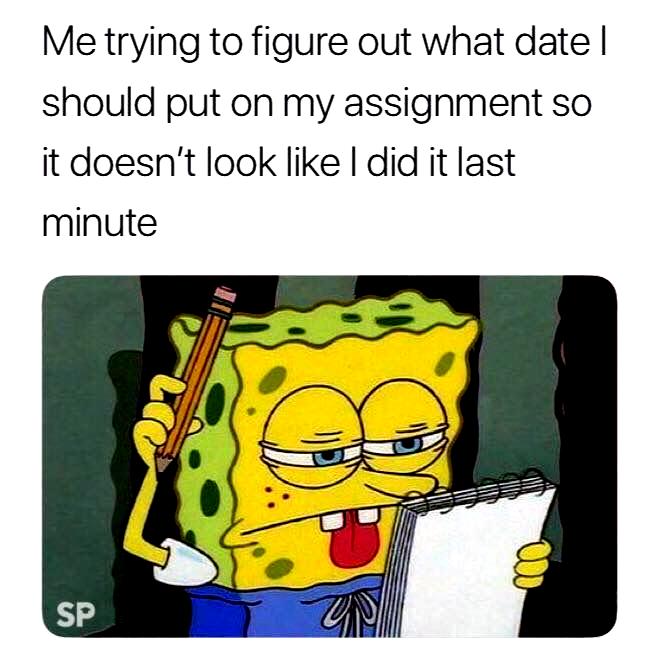 Me trying to figure out what date I
should put on my assignment so
it doesn’t look like I did it last
minute
SP